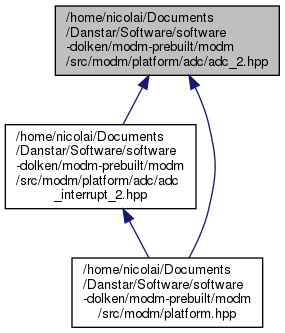 /home/nicolai/Documents
/Danstar/Software/software
-dolken/modm-prebuilt/modm
/src/modm/platform/adc/adc_2.hpp
/home/nicolai/Documents
/Danstar/Software/software
-dolken/modm-prebuilt/modm
/src/modm/platform/adc/adc
_interrupt_2.hpp
/home/nicolai/Documents
/Danstar/Software/software
-dolken/modm-prebuilt/modm
/src/modm/platform.hpp